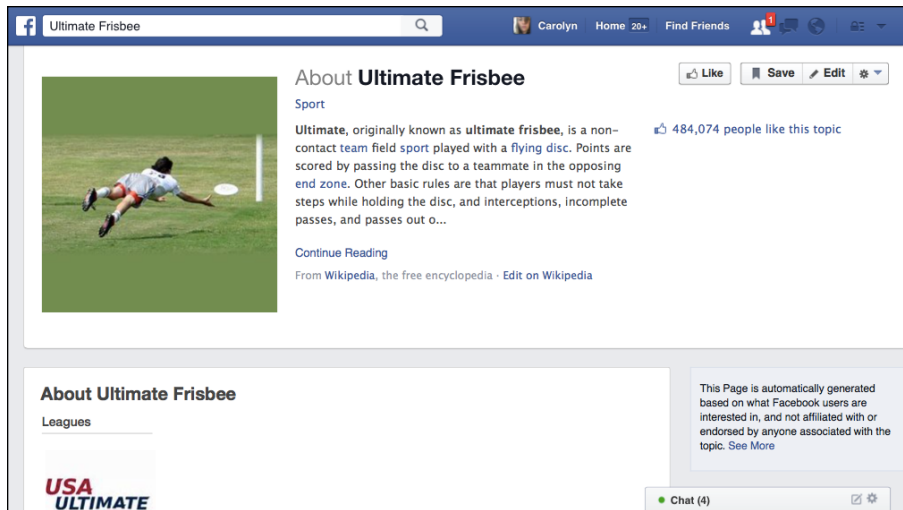 Ultimate Frisbee
Carolyn Home 20+ Find Friends 1
About Ultimate Frisbee
Like Save Edit
Sport
Ultimate, originally known as ultimate frisbee, is a non-
contact team field sport played with a flying disc. Points are
scored by passing the disc to a teammate in the opposing
end zone. Other basic rules are that players must not take
steps while holding the disc, and interceptions, incomplete
passes, and passes out o...
484,074 people like this topic
Continue Reading
From Wikipedia, the free encyclopedia · Edit on Wikipedia
About Ultimate Frisbee
Leagues
USA
ULTIMATE
This Page is automatically generated
based on what Facebook users are
interested in, and not affiliated with or
endorsed by anyone associated with the
topic. See More
Chat (4)